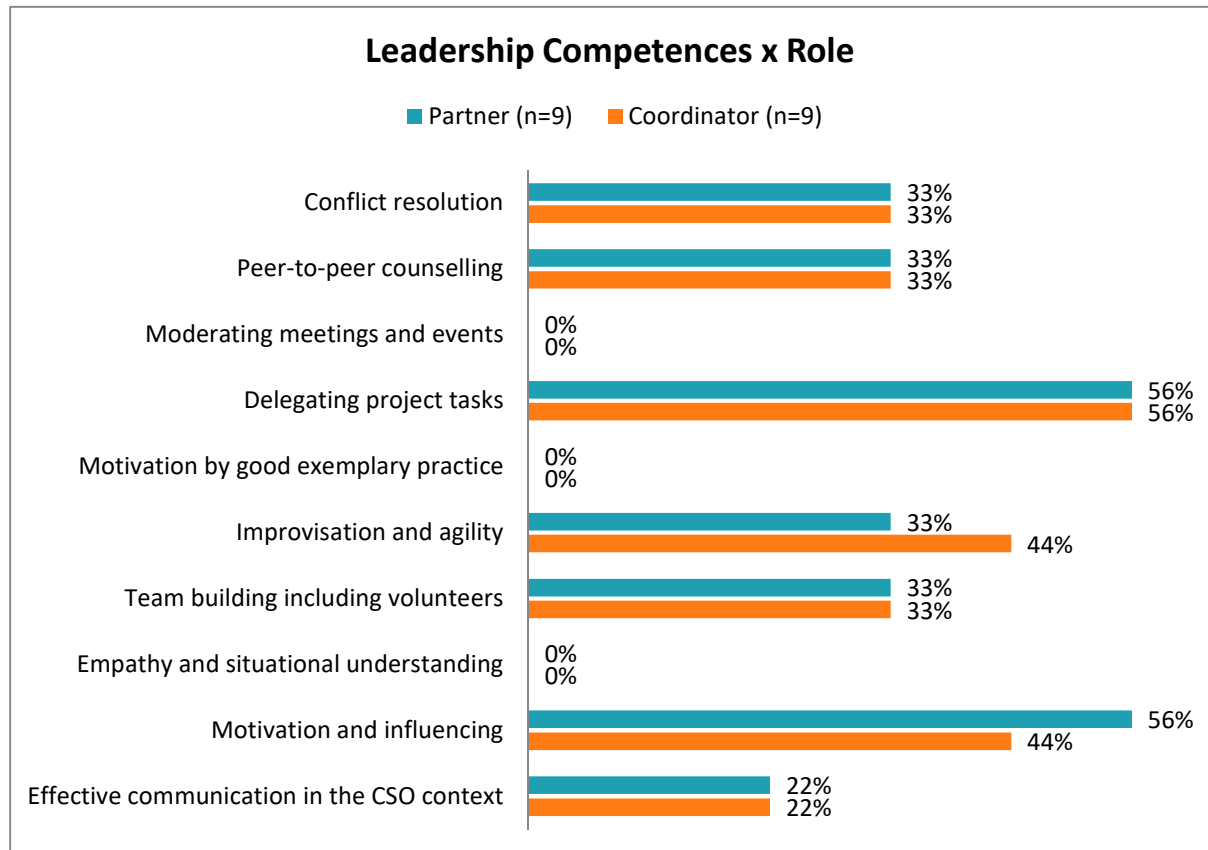 Leadership Competences x Role
Partner (n=9) Coordinator (n=9)
Conflict resolution
33%
33%
Peer-to-peer counselling
33%
33%
Moderating meetings and events
0%
0%
Delegating project tasks
56%
56%
Motivation by good exemplary practice
0%
0%
Improvisation and agility
33%
44%
Team building including volunteers
33%
33%
Empathy and situational understanding
0%
0%
Motivation and influencing
56%
44%
Effective communication in the CSO context
22%
22%